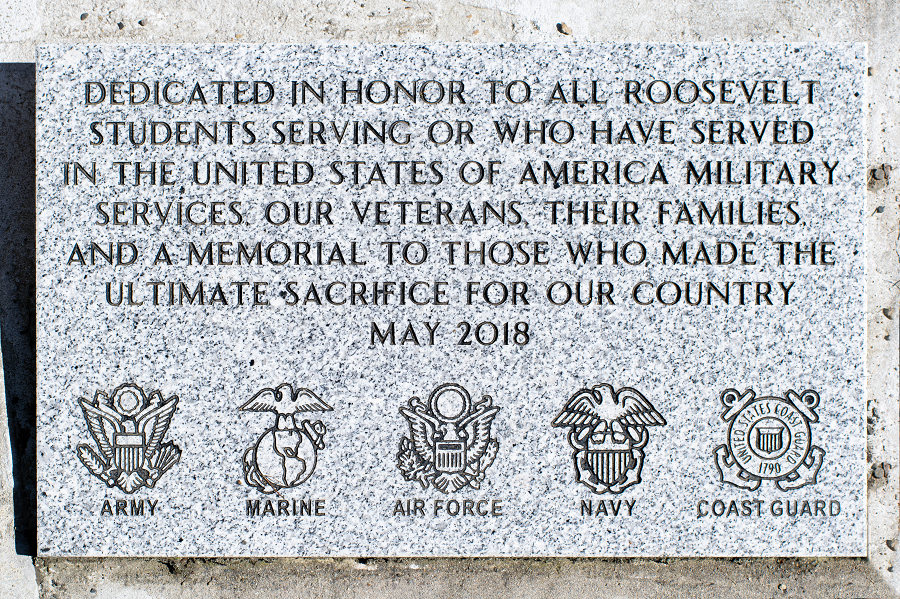 DEDICATED IN HONOR TO ALL ROOSEVELT
STUDENTS SERVING OR WHO HAVE SERVED
IN THE UNITED STATES OF AMERICA MILITARY
SERVICES, OUR VETERANS, THEIR FAMILIES,
AND A MEMORIAL TO THOSE WHO MADE THE
ULTIMATE SACRIFICE FOR OUR COUNTRY
MAY 2018
UNITED STATES COAST GUARD
1790
ARMY MARINE AIR FORCE NAVY COAST GUARD